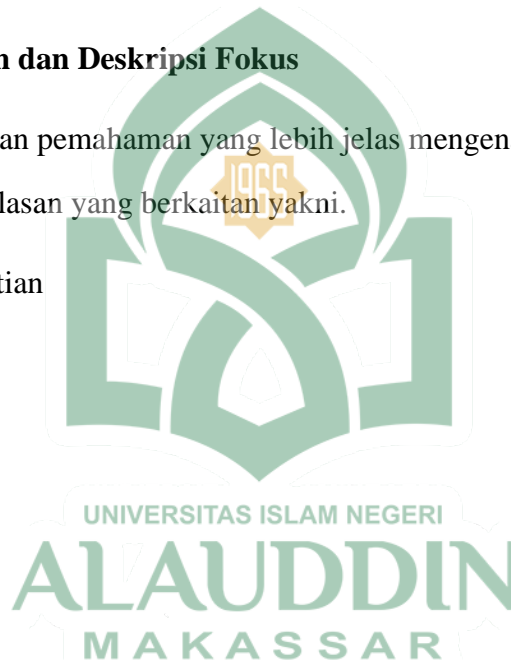 n dan Deskripsi Fokus
an pemahaman yang lebih jelas mengen
1965
lasan yang berkaitan yakni.
tian
UNIVERSITAS ISLAM NEGERI
ALAUDDIN
MAKASSAR